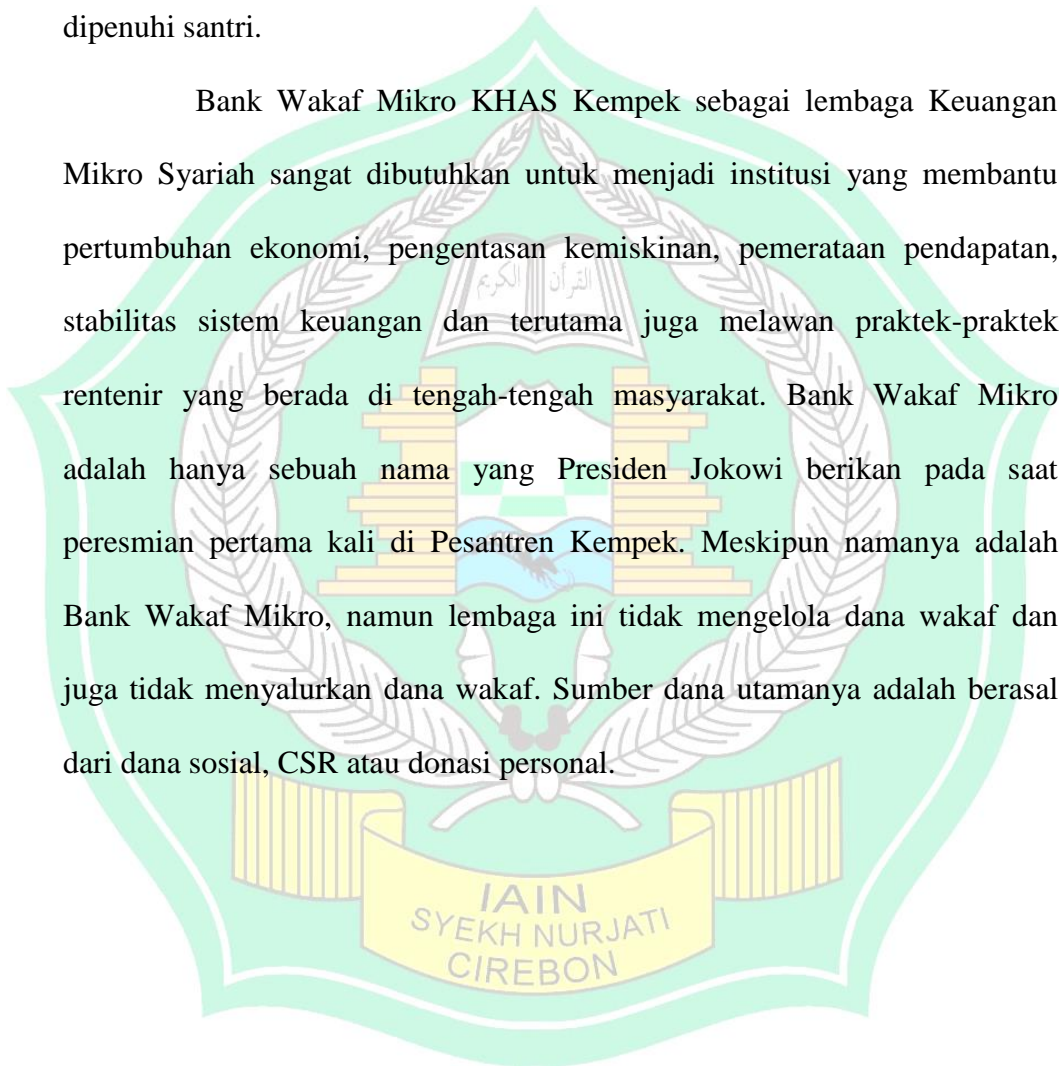 dipenuhi santri.
Bank Wakaf Mikro KHAS Kempek sebagai lembaga Keuangan
Mikro Syariah sangat dibutuhkan untuk menjadi institusi yang membantu
pertumbuhan ekonomi, pengentasan kemiskinan, pemerataan pendapatan,
القرآن الكريم
stabilitas sistem keuangan dan terutama juga melawan praktek-praktek
rentenir yang berada di tengah-tengah masyarakat. Bank Wakaf Mikro
adalah hanya sebuah nama yang Presiden Jokowi berikan pada saat
peresmian pertama kali di Pesantren Kempek. Meskipun namanya adalah
Bank Wakaf Mikro, namun lembaga ini tidak mengelola dana wakaf dan
juga tidak menyalurkan dana wakaf. Sumber dana utamanya adalah berasal
dari dana sosial, CSR atau donasi personal.
IAIN
SYEKH NURJATI
CIREBON